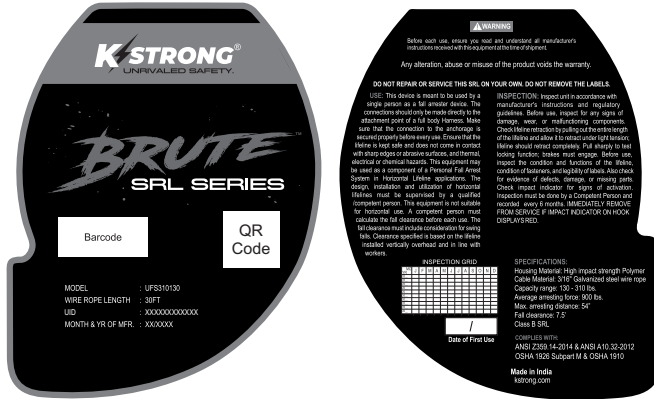 KSTRONG®
UNRIVALED SAFETY.
BRUTE™
SRL SERIES
Barcode
QR
Code
MODEL : UFS310130
WIRE ROPE LENGTH : 30FT
UID : XXXXXXXXXXXX
MONTH & YR OF MFR. : XX/XXXX
WARNING
Before each use, ensure you read and understand all manufacturer's
instructions received with this equipment at the time of shipment.
Any alteration, abuse or misuse of the product voids the warranty.
DO NOT REPAIR OR SERVICE THIS SRL ON YOUR OWN. DO NOT REMOVE THE LABELS.
USE: This device is meant to be used by a
single person as a fall arrester device. The
connections should only be made directly to the
attachment point of a full body Harness. Make
sure that the connection to the anchorage is
secured properly before every use. Ensure that the
lifeline is kept safe and does not come in contact
with sharp edges or abrasive surfaces, and thermal,
electrical or chemical hazards. This equipment may
be used as a component of a Personal Fall Arrest
System in Horizontal Lifeline applications. The
design, installation and utilization of horizontal
lifelines must be supervised by a qualified
/competent person. This equipment is not suitable
for horizontal use. A competent person must
calculate the fall clearance before each use. The
fall clearance must include consideration for swing
falls. Clearance specified is based on the lifeline
installed vertically overhead and in line with
workers.
INSPECTION: Inspect unit in accordance with
manufacturer's instructions and regulatory
guidelines. Before use, inspect for any signs of
damage, wear, or malfunctioning components.
Check lifeline retraction by pulling out the entire length
of the lifeline and allow it to retract under light tension;
lifeline should retract completely. Pull sharply to test
locking function; brakes must engage. Before use,
inspect the condition and functions of the lifeline,
condition of fasteners, and legibility of labels. Also check
for evidence of defects, damage, or missing parts.
Check impact indicator for signs of activation.
Inspection must be done by a Competent Person and
recorded every 6 months. IMMEDIATELY REMOVE
FROM SERVICE IF IMPACT INDICATOR ON HOOK
DISPLAYS RED.
INSPECTION GRID
J F M A M J J A S O N D
/
Date of First Use
SPECIFICATIONS:
Housing Material: High impact strength Polymer
Cable Material: 3/16" Galvanized steel wire rope
Capacity range: 130 - 310 lbs.
Average arresting force: 900 lbs.
Max. arresting distance: 54"
Fall clearance: 7.5'
Class B SRL
COMPLIES WITH:
ANSI Z359.14-2014 & ANSI A10.32-2012
OSHA 1926 Subpart M & OSHA 1910
Made in India
kstrong.com